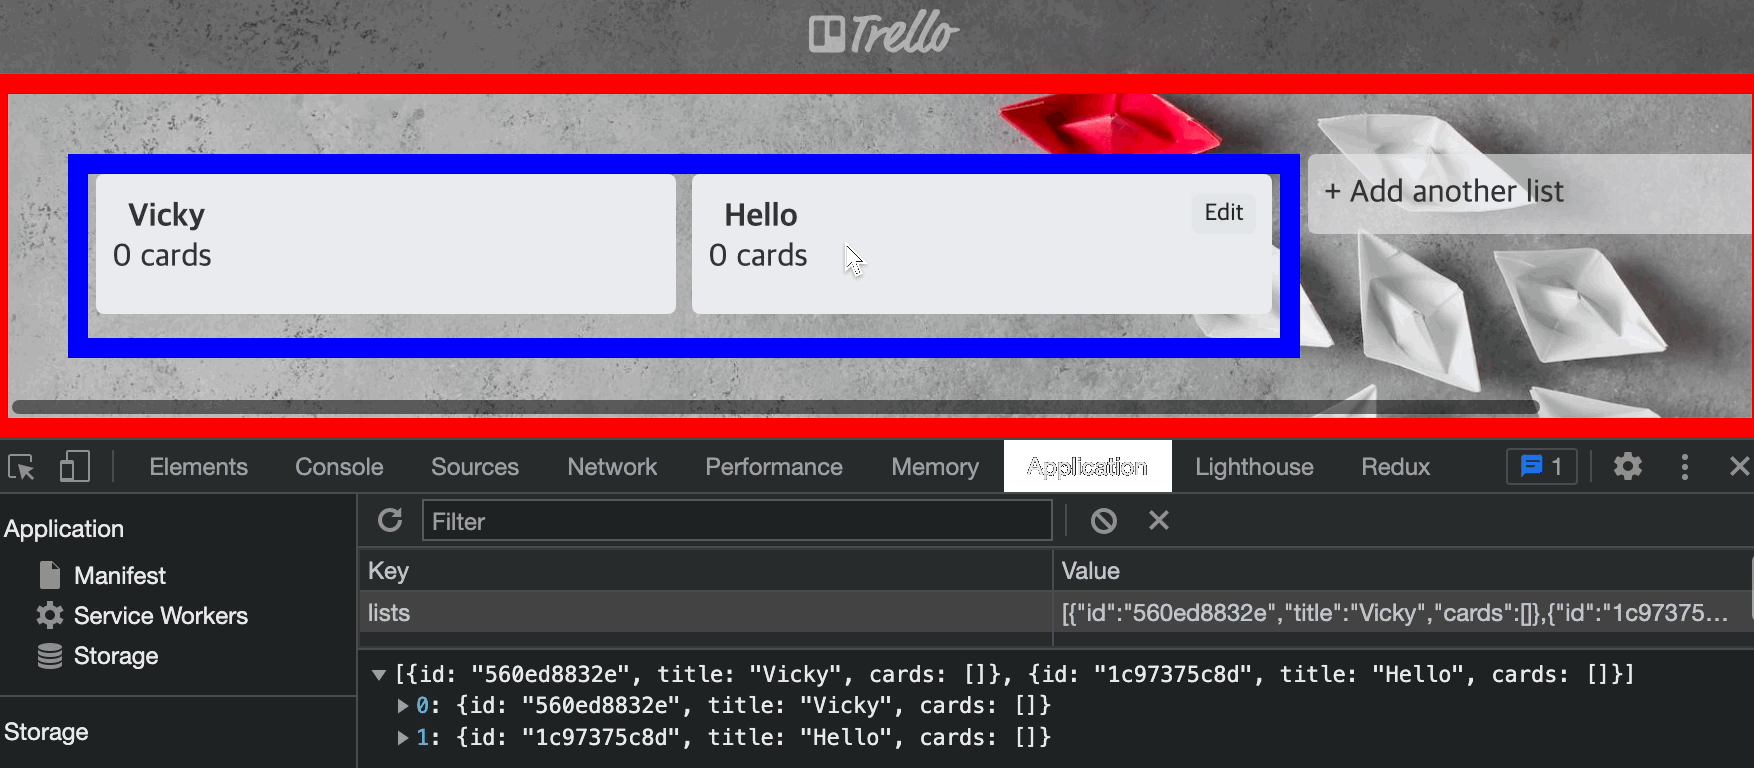 Trello
Vicky
0 cards
Hello
Edit
0 cards
+ Add another list
Elements Console Sources Network Performance Memory Application Lighthouse Redux 1
Application
Manifest
Service Workers
Storage
Storage
Filter
Key Value
lists [{"id":"560ed8832e","title":"Vicky","cards":[]},{"id":"1c97375…
[{id: "560ed8832e", title: "Vicky", cards: []}, {id: "1c97375c8d", title: "Hello", cards: []}]
0: {id: "560ed8832e", title: "Vicky", cards: []}
1: {id: "1c97375c8d", title: "Hello", cards: []}